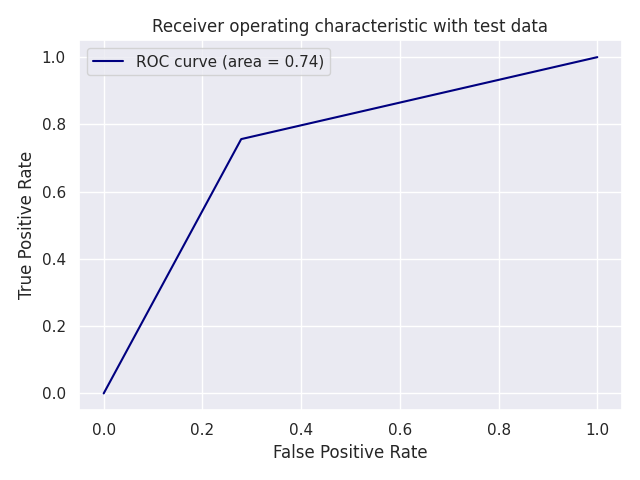 Receiver operating characteristic with test data
ROC curve (area = 0.74)
True Positive Rate
1.0
0.8
0.6
0.4
0.2
0.0
0.0 0.2 0.4 0.6 0.8 1.0
False Positive Rate